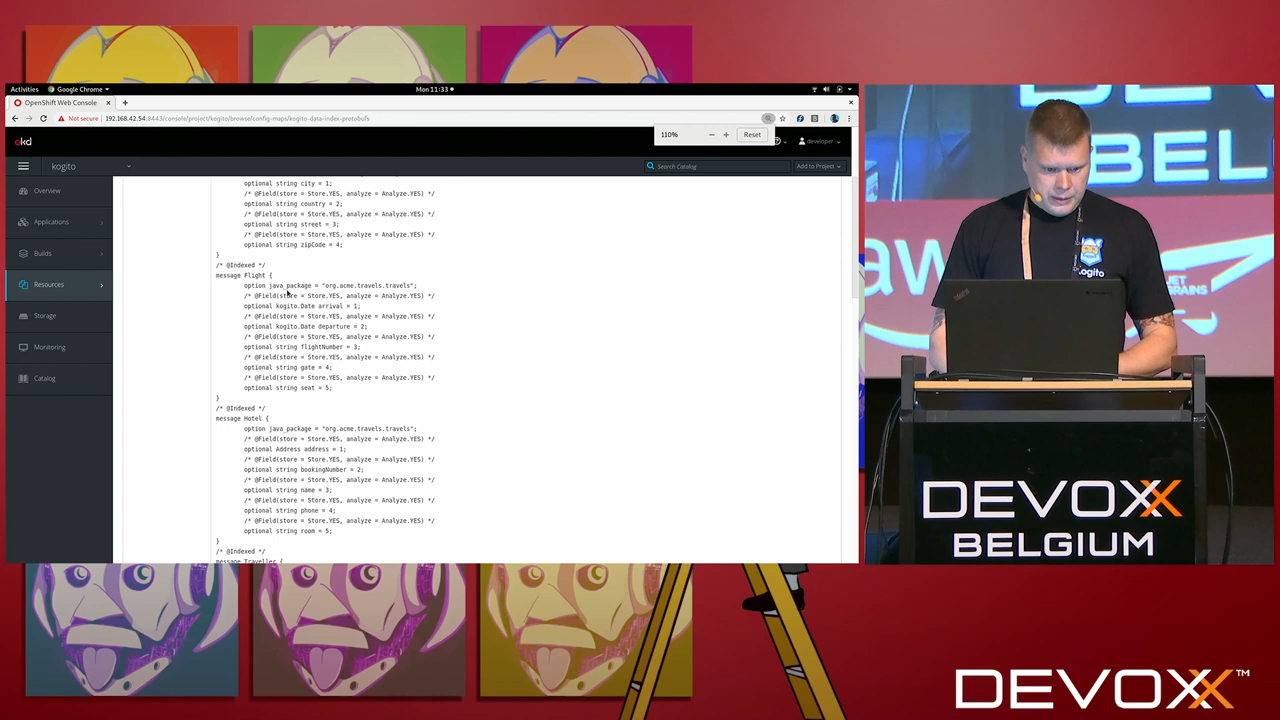 Activities
Google Chrome
Mon 11:33
OpenShift Web Console
Not secure
192.168.42.54:8443/console/project/kogito/browse/config-maps/kogito-data-index-protobufs
110%
Reset
okd
developer
kogito
Search Catalog
Add to Project
Overview
Applications
Builds
Resources
Storage
Monitoring
Catalog
optional string city = 1;
/* @Field(store = Store.YES, analyze = Analyze.YES) */
optional string country = 2;
/* @Field(store = Store.YES, analyze = Analyze.YES) */
optional string street = 3;
/* @Field(store = Store.YES, analyze = Analyze.YES) */
optional string zipCode = 4;
}
/* @Indexed */
message Flight {
option java_package = "org.acme.travels.travels";
/* @Field(store = Store.YES, analyze = Analyze.YES) */
optional kogito.Date arrival = 1;
/* @Field(store = Store.YES, analyze = Analyze.YES) */
optional kogito.Date departure = 2;
/* @Field(store = Store.YES, analyze = Analyze.YES) */
optional string flightNumber = 3;
/* @Field(store = Store.YES, analyze = Analyze.YES) */
optional string gate = 4;
/* @Field(store = Store.YES, analyze = Analyze.YES) */
optional string seat = 5;
}
/* @Indexed */
message Hotel {
option java_package = "org.acme.travels.travels";
/* @Field(store = Store.YES, analyze = Analyze.YES) */
optional Address address = 1;
/* @Field(store = Store.YES, analyze = Analyze.YES) */
optional string bookingNumber = 2;
/* @Field(store = Store.YES, analyze = Analyze.YES) */
optional string name = 3;
/* @Field(store = Store.YES, analyze = Analyze.YES) */
optional string phone = 4;
/* @Field(store = Store.YES, analyze = Analyze.YES) */
optional string room = 5;
}
/* @Indexed */
message Traveller {
DEVOX
BEL
aw
JET
BRAINS
kogito
DEVOXX
BELGIUM
DEVOXX™